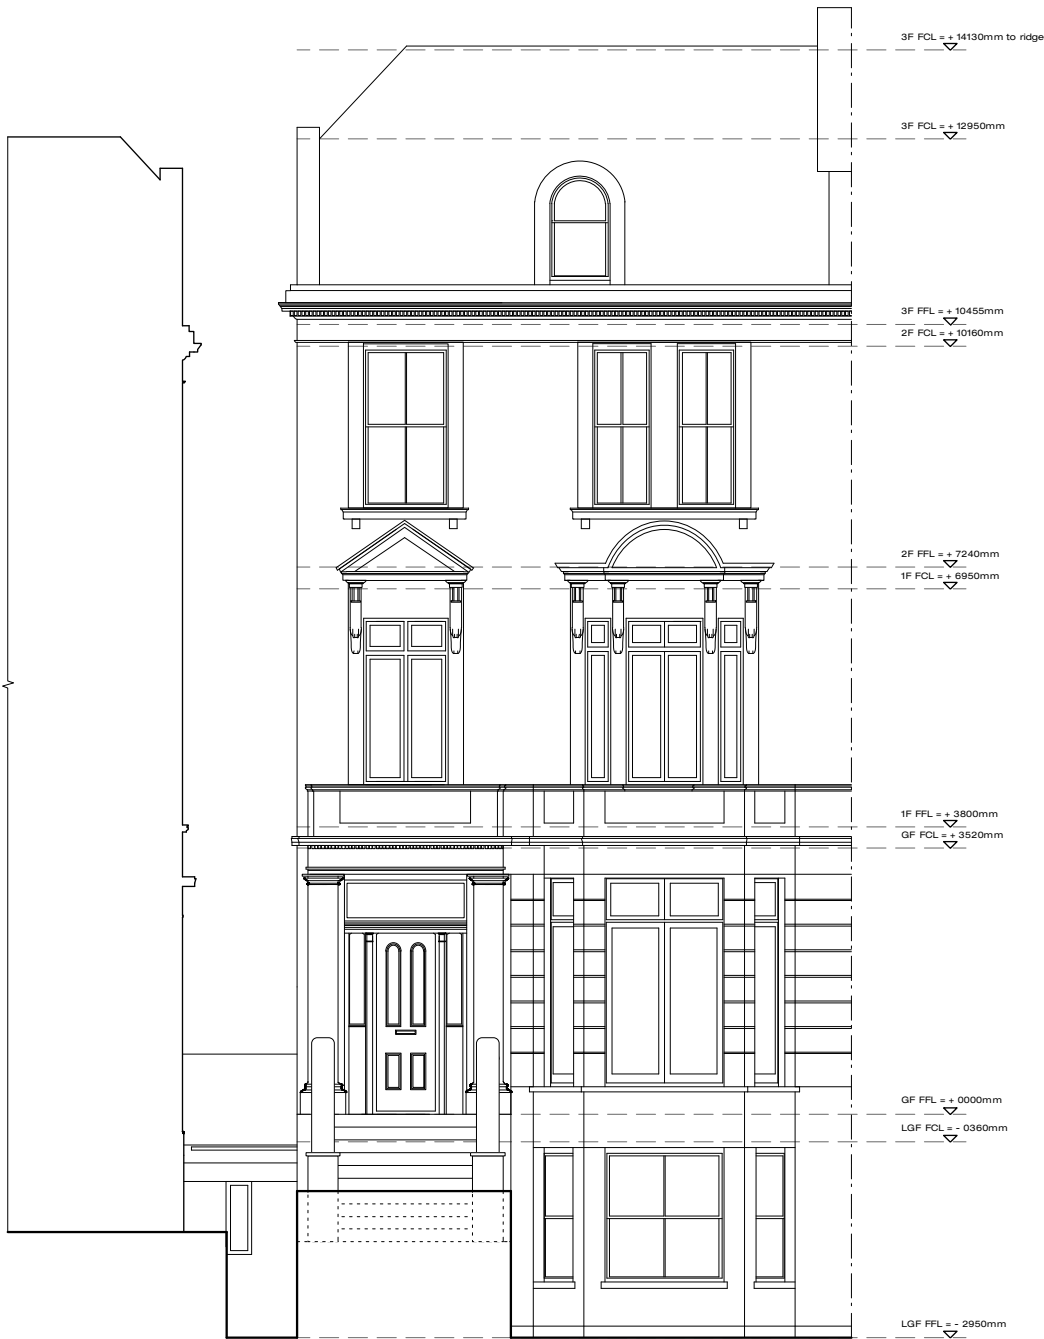 3F FCL = + 14130mm to ridge
3F FCL = + 12950mm
3F FFL = + 10455mm
2F FCL = + 10160mm
2F FFL = + 7240mm
1F FCL = + 6950mm
1F FFL = + 3800mm
GF FCL = + 3520mm
GF FFL = + 0000mm
LGF FCL = - 0360mm
LGF FFL = - 2950mm